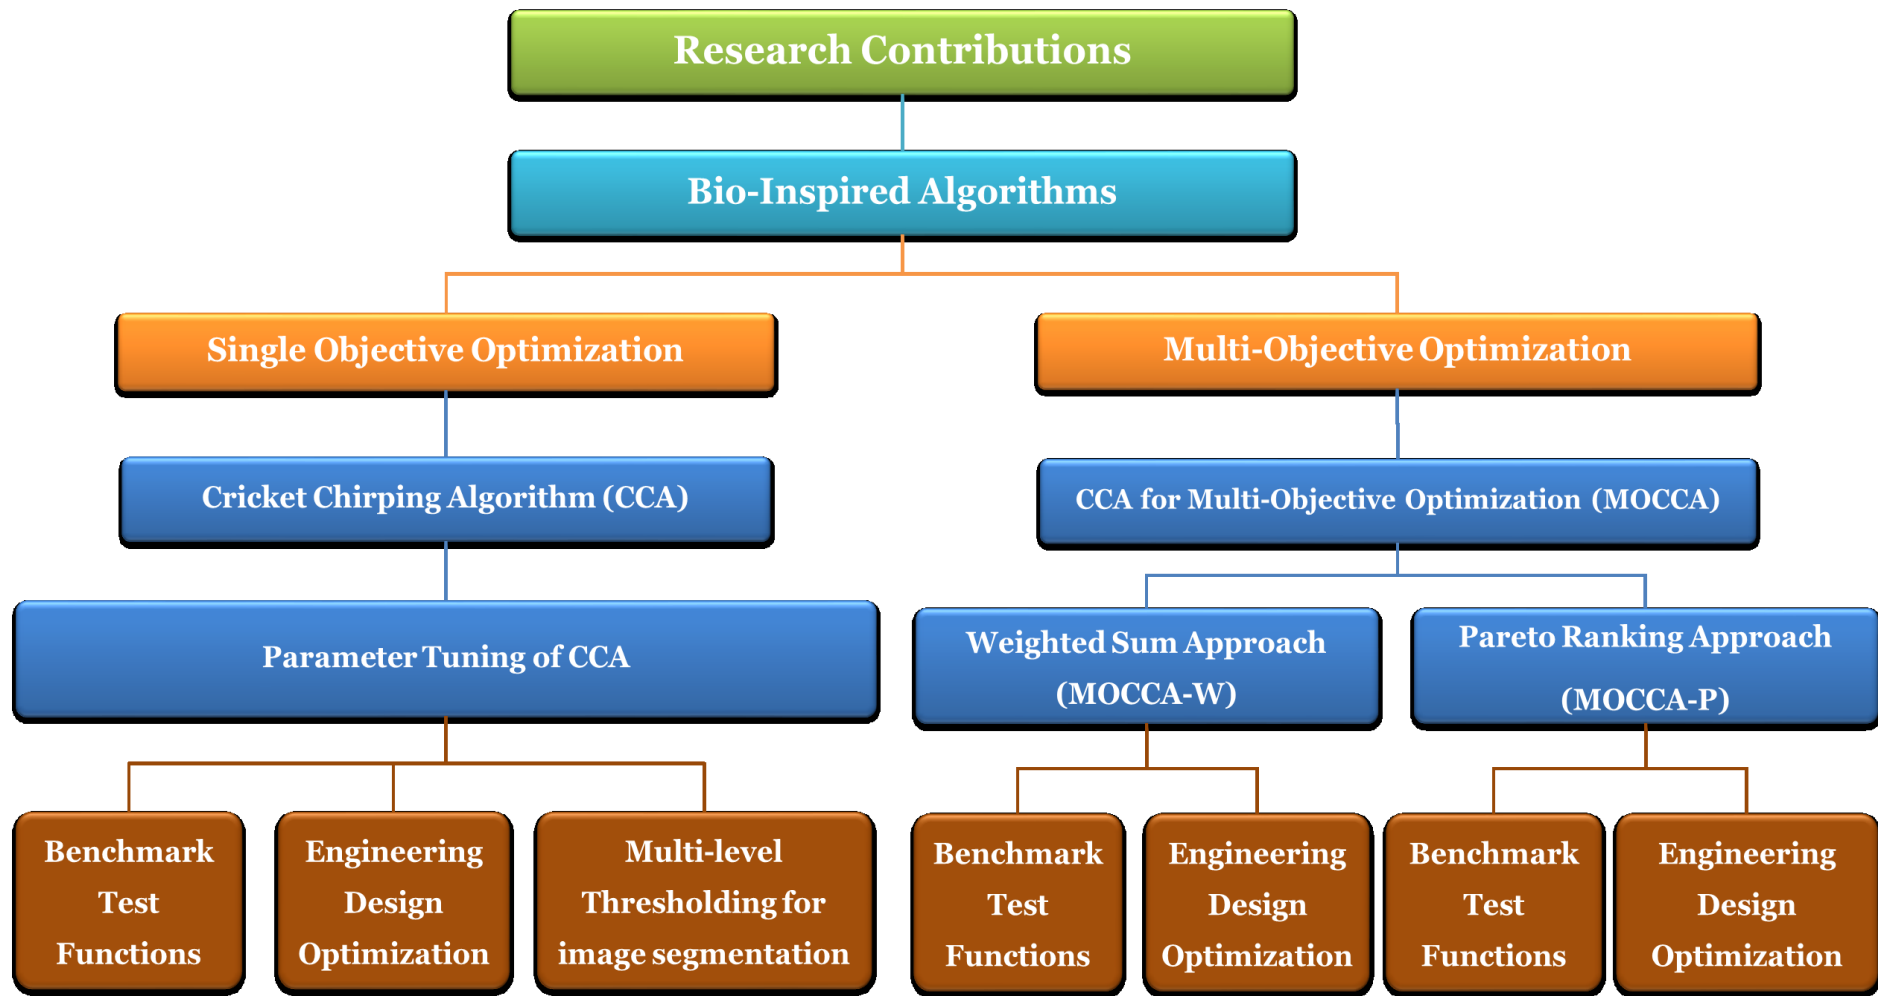 Research Contributions
Bio-Inspired Algorithms
Single Objective Optimization
Multi-Objective Optimization
Cricket Chirping Algorithm (CCA)
CCA for Multi-Objective Optimization (MOCCA)
Parameter Tuning of CCA
Weighted Sum Approach
(MOCCA-W)
Pareto Ranking Approach
(MOCCA-P)
Benchmark
Test
Functions
Engineering
Design
Optimization
Multi-level
Thresholding for
image segmentation
Benchmark
Test
Functions
Engineering
Design
Optimization
Benchmark
Test
Functions
Engineering
Design
Optimization